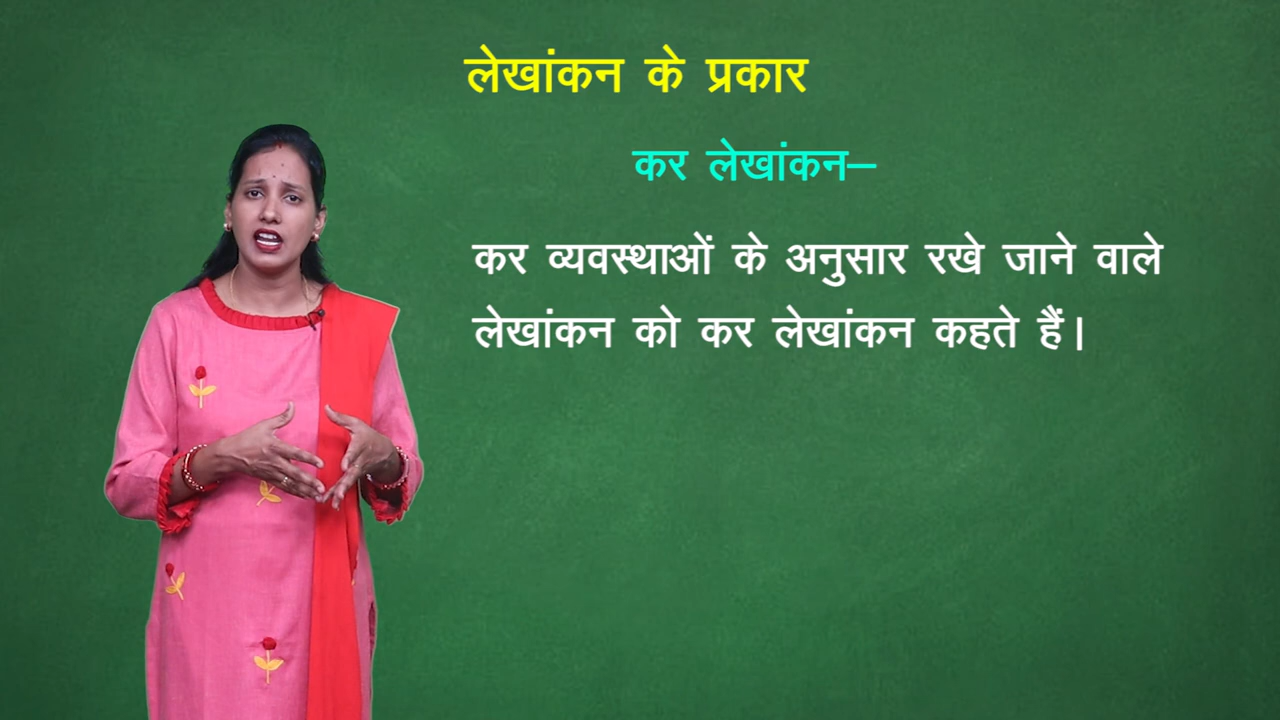 लेखांकन के प्रकार
कर लेखांकन–
कर व्यवस्थाओं के अनुसार रखे जाने वाले
लेखांकन को कर लेखांकन कहते हैं।